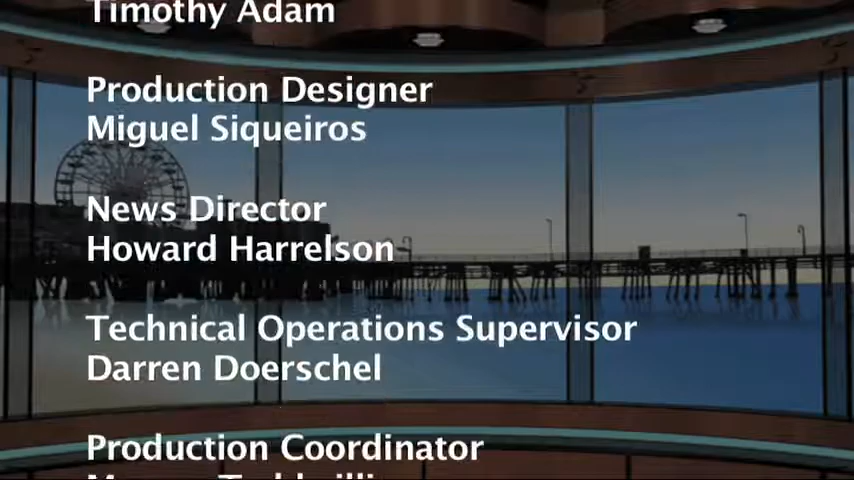 Timothy Adam
Production Designer
Miguel Siqueiros
News Director
Howard Harrelson
Technical Operations Supervisor
Darren Doerschel
Production Coordinator